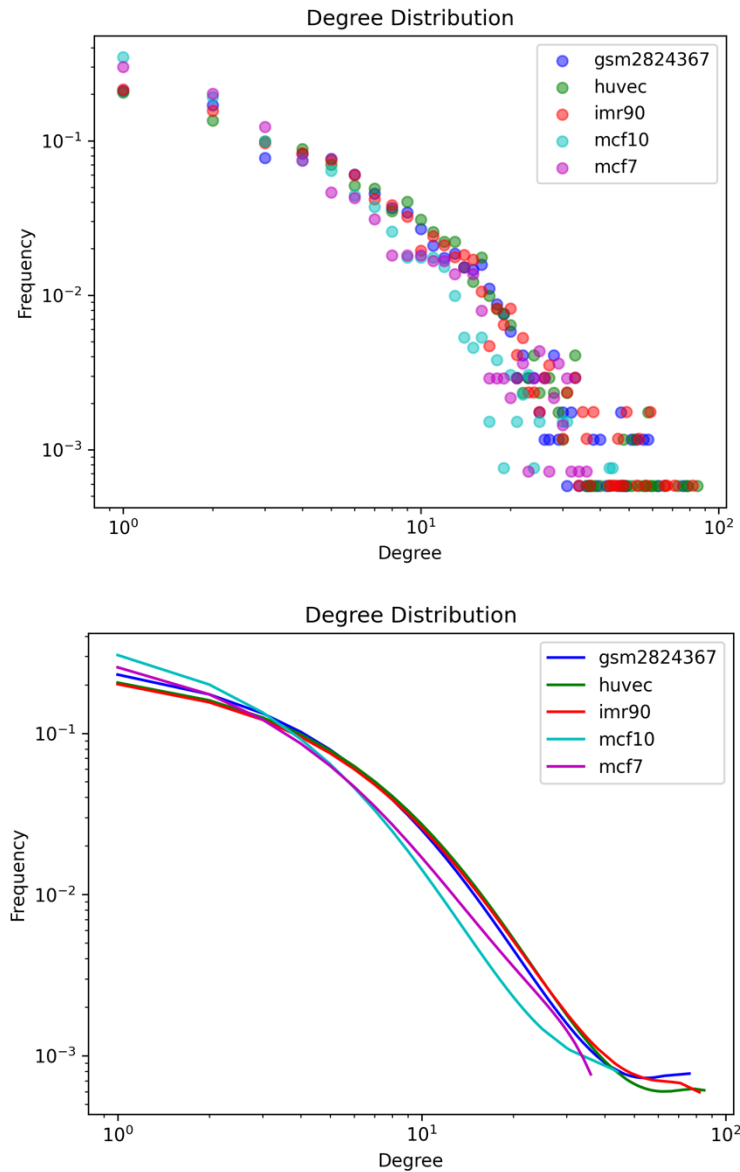 Degree Distribution
gsm2824367
huvec
imr90
mcf10
mcf7
10⁻¹
10⁻²
10⁻³
Frequency
10⁰
10¹
10²
Degree
Degree Distribution
gsm2824367
huvec
imr90
mcf10
mcf7
10⁻¹
10⁻²
10⁻³
Frequency
10⁰
10¹
10²
Degree